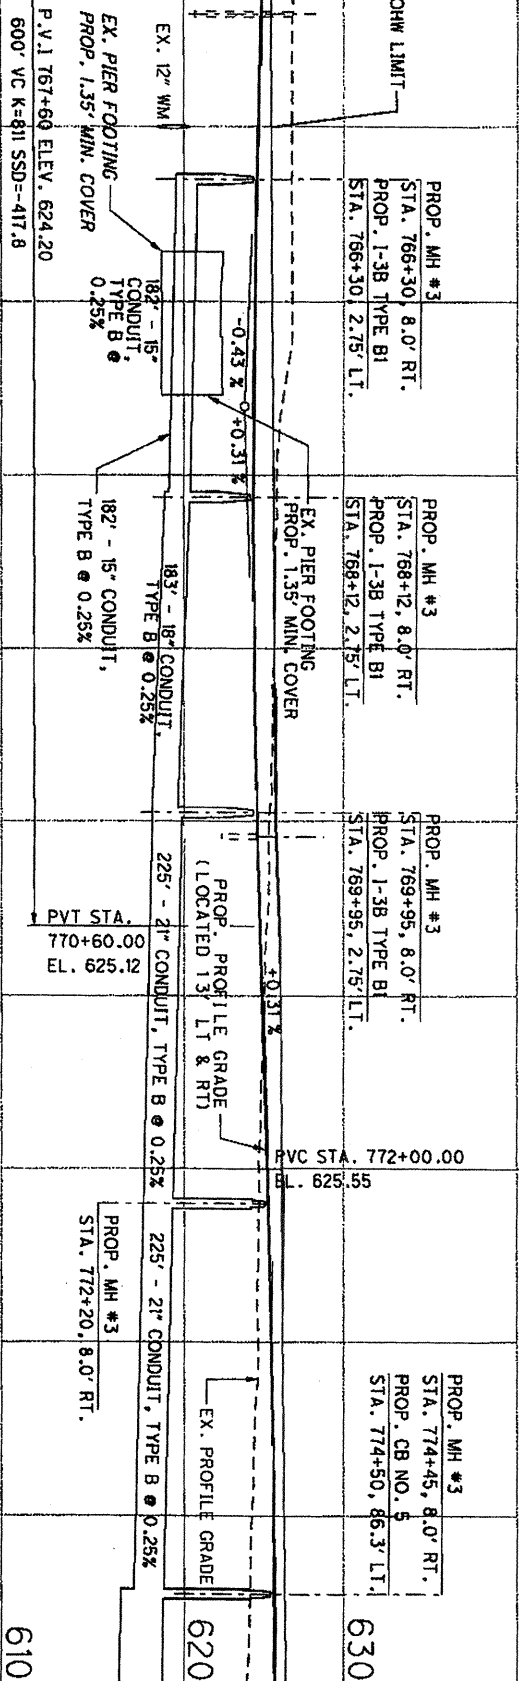 OHW LIMIT
EX. 12" WM
EX. PIER FOOTING
PROP. 1.35' MIN. COVER
P.V.I 767+60 ELEV. 624.20
600' VC K=811 SSD=-417.8
PROP. MH #3
STA. 766+30, 8.0' RT.
PROP. I-3B TYPE B1
STA. 766+30, 2.75' LT.
182' - 15"
CONDUIT,
TYPE B @
0.25%
-0.43 %
+0.31 %
EX. PIER FOOTING
PROP. 1.35' MIN. COVER
182' - 15" CONDUIT,
TYPE B @ 0.25%
PROP. MH #3
STA. 768+12, 8.0' RT.
PROP. I-3B TYPE B1
STA. 768+12, 2.75' LT.
183' - 18" CONDUIT,
TYPE B @ 0.25%
PROP. MH #3
STA. 769+95, 8.0' RT.
PROP. I-3B TYPE B1
STA. 769+95, 2.75' LT.
PVT STA.
770+60.00
EL. 625.12
225' - 21" CONDUIT, TYPE B @ 0.25%
PROP. PROFILE GRADE
(LOCATED 13' LT & RT)
+0.31 %
PVC STA. 772+00.00
EL. 625.55
PROP. MH #3
STA. 772+20, 8.0' RT.
225' - 21" CONDUIT, TYPE B @ 0.25%
EX. PROFILE GRADE
PROP. MH #3
STA. 774+45, 8.0' RT.
PROP. CB NO. 5
STA. 774+50, 86.3' LT.
630
620
610